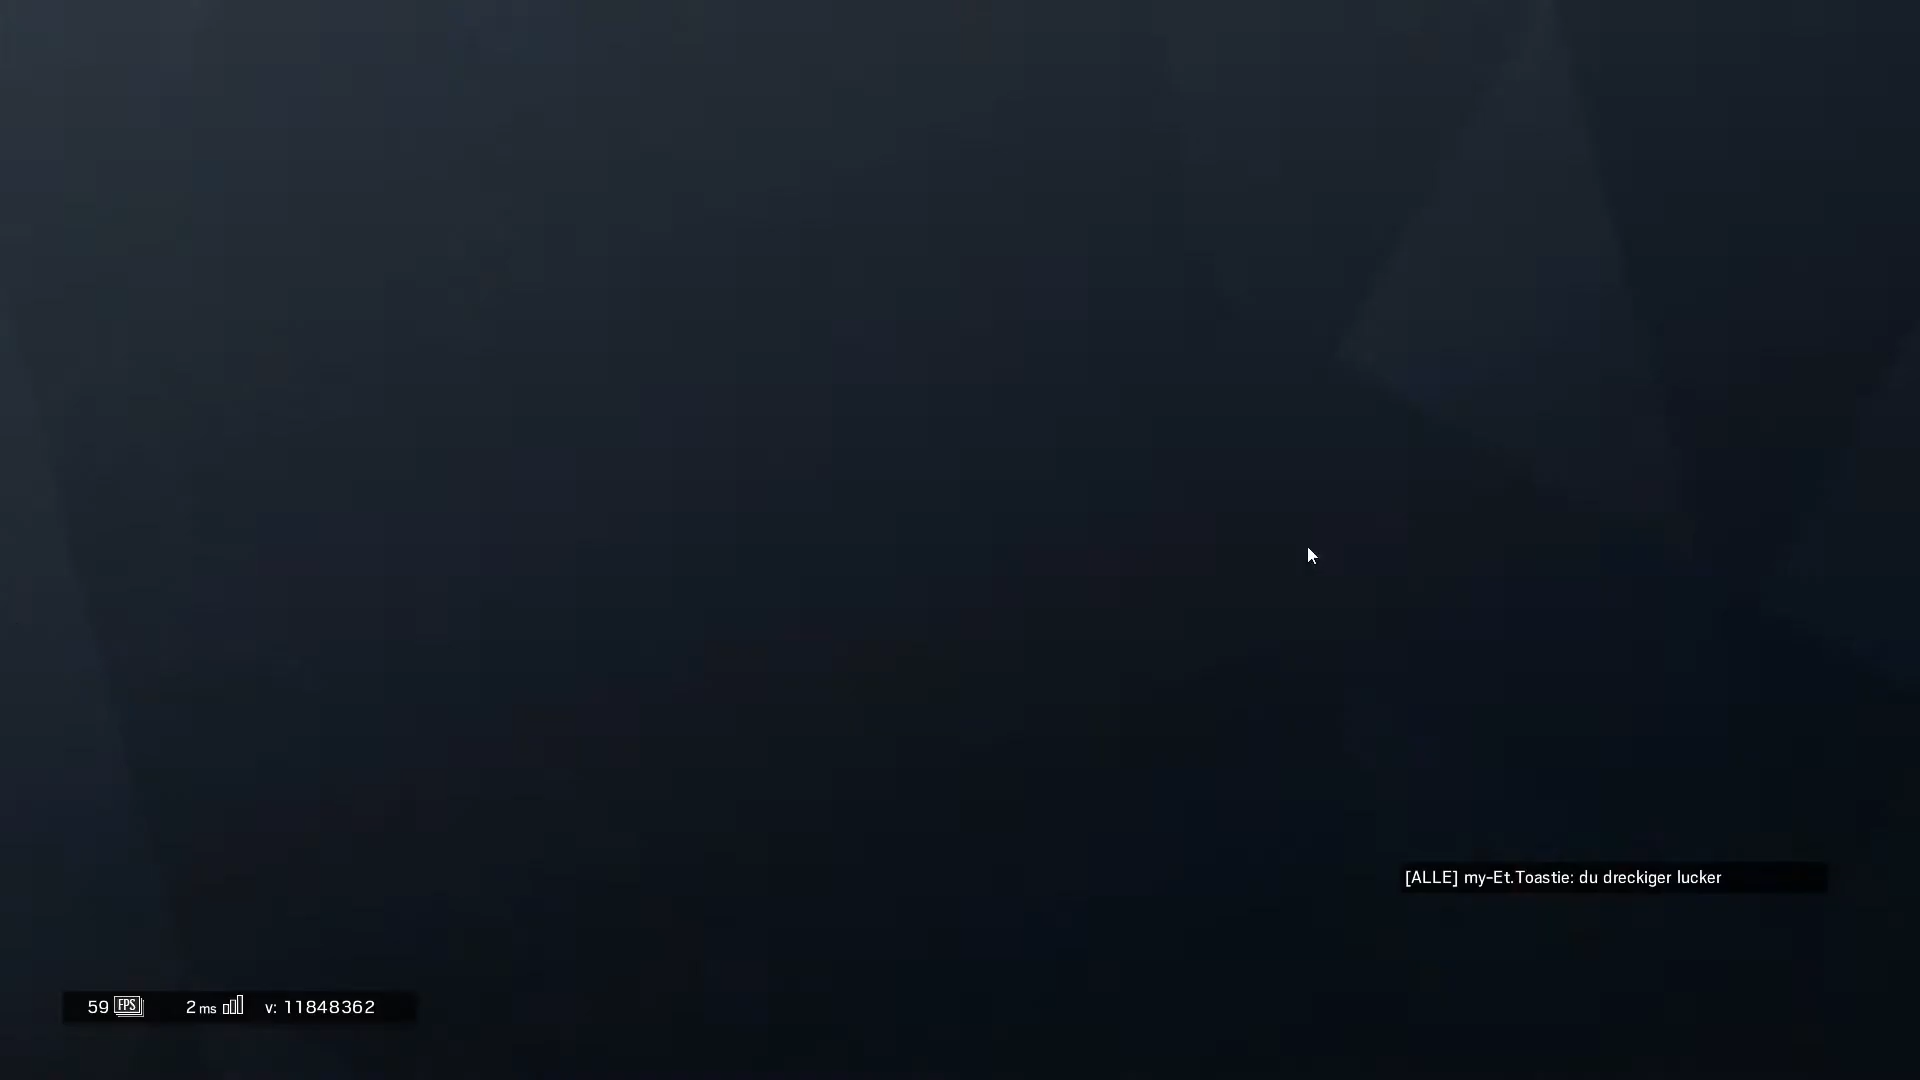 [ALLE] my-Et.Toastie: du dreckiger lucker
59 FPS 2 ms v: 11848362